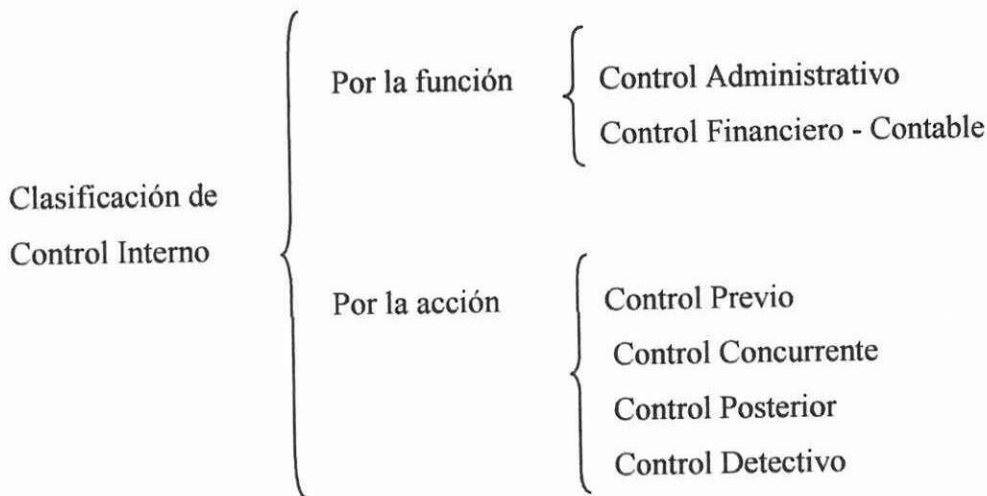 Clasificación de
Control Interno
Por la función
Control Administrativo
Control Financiero - Contable
Por la acción
Control Previo
Control Concurrente
Control Posterior
Control Detectivo